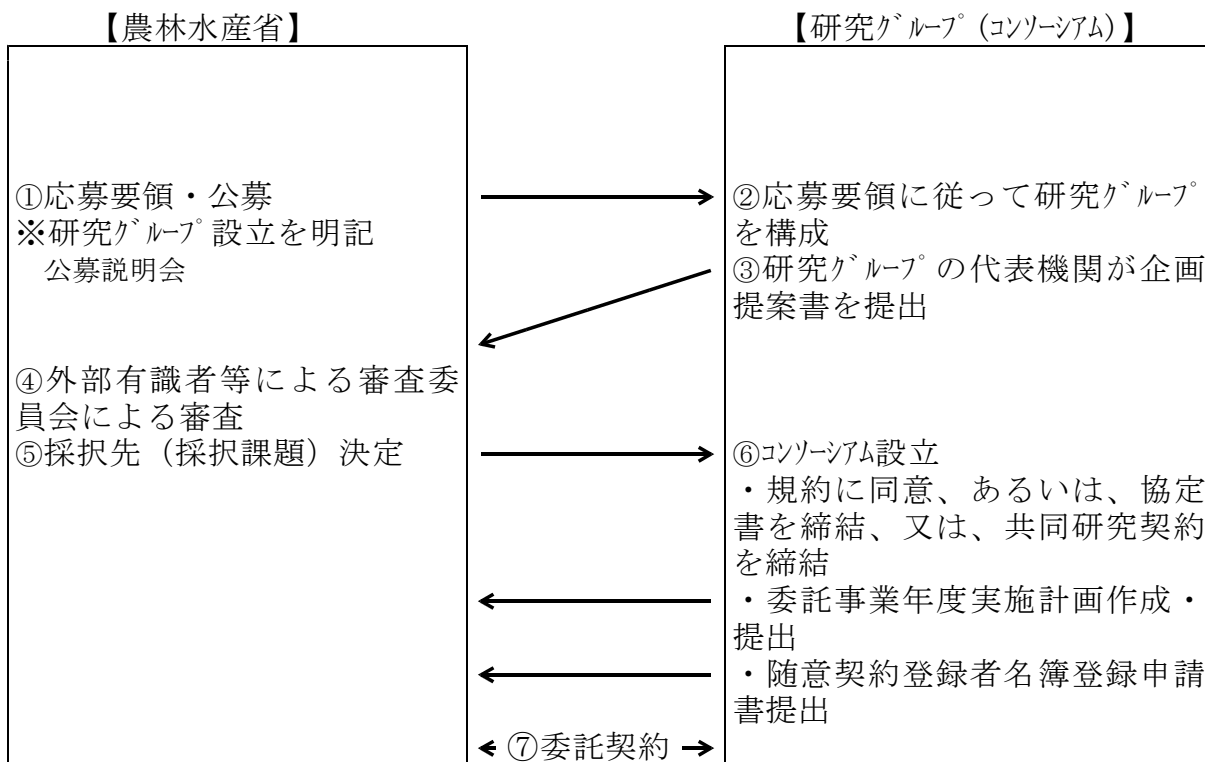 【農林水産省】
【研究ｸﾞﾙｰﾌﾟ(ｺﾝｿｰｼｱﾑ)】
①応募要領・公募
※研究ｸﾞﾙｰﾌﾟ設立を明記
公募説明会
②応募要領に従って研究ｸﾞﾙｰﾌﾟ
を構成
③研究ｸﾞﾙｰﾌﾟの代表機関が企画
提案書を提出
④外部有識者等による審査委
員会による審査
⑤採択先（採択課題）決定
⑥ｺﾝｿｰｼｱﾑ設立
・規約に同意、あるいは、協定
書を締結、又は、共同研究契約
を締結
・委託事業年度実施計画作成・
提出
・随意契約登録者名簿登録申請
書提出
⑦委託契約